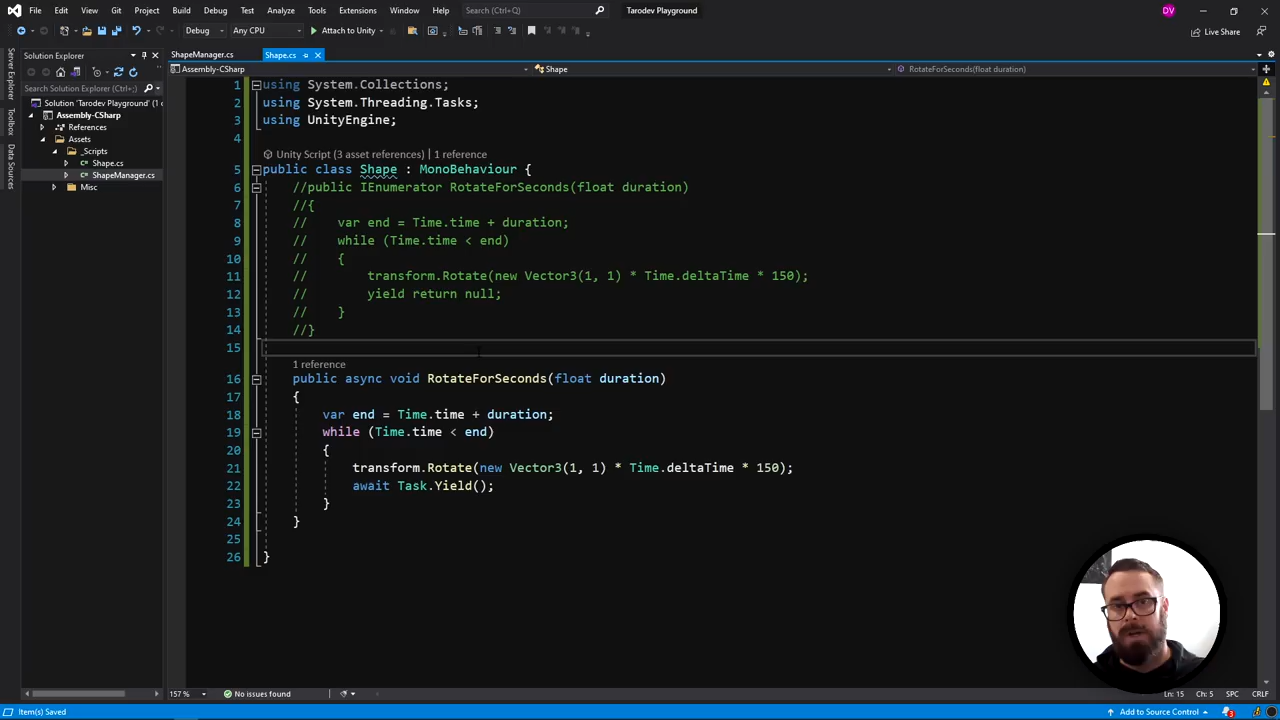 File Edit View Git Project Build Debug Test Analyze Tools Extensions Window Help Search (Ctrl+Q) Tarodev Playground DV
Debug Any CPU Attach to Unity Live Share
Server Explorer
Toolbox
Data Sources
Solution Explorer
Search Solution Explorer (Ctrl+;)
Solution 'Tarodev Playground' (1 c
Assembly-CSharp
References
Assets
_Scripts
Shape.cs
ShapeManager.cs
Misc
ShapeManager.cs Shape.cs
Assembly-CSharp Shape RotateForSeconds(float duration)
1 using System.Collections;
2 using System.Threading.Tasks;
3 using UnityEngine;
4
Unity Script (3 asset references) | 1 reference
5 public class Shape : MonoBehaviour {
6 //public IEnumerator RotateForSeconds(float duration)
7 //{
8 // var end = Time.time + duration;
9 // while (Time.time < end)
10 // {
11 // transform.Rotate(new Vector3(1, 1) * Time.deltaTime * 150);
12 // yield return null;
13 // }
14 //}
15
1 reference
16 public async void RotateForSeconds(float duration)
17 {
18 var end = Time.time + duration;
19 while (Time.time < end)
20 {
21 transform.Rotate(new Vector3(1, 1) * Time.deltaTime * 150);
22 await Task.Yield();
23 }
24 }
25
26 }
157 % No issues found Ln: 15 Ch: 5 SPC CRLF
Item(s) Saved Add to Source Control